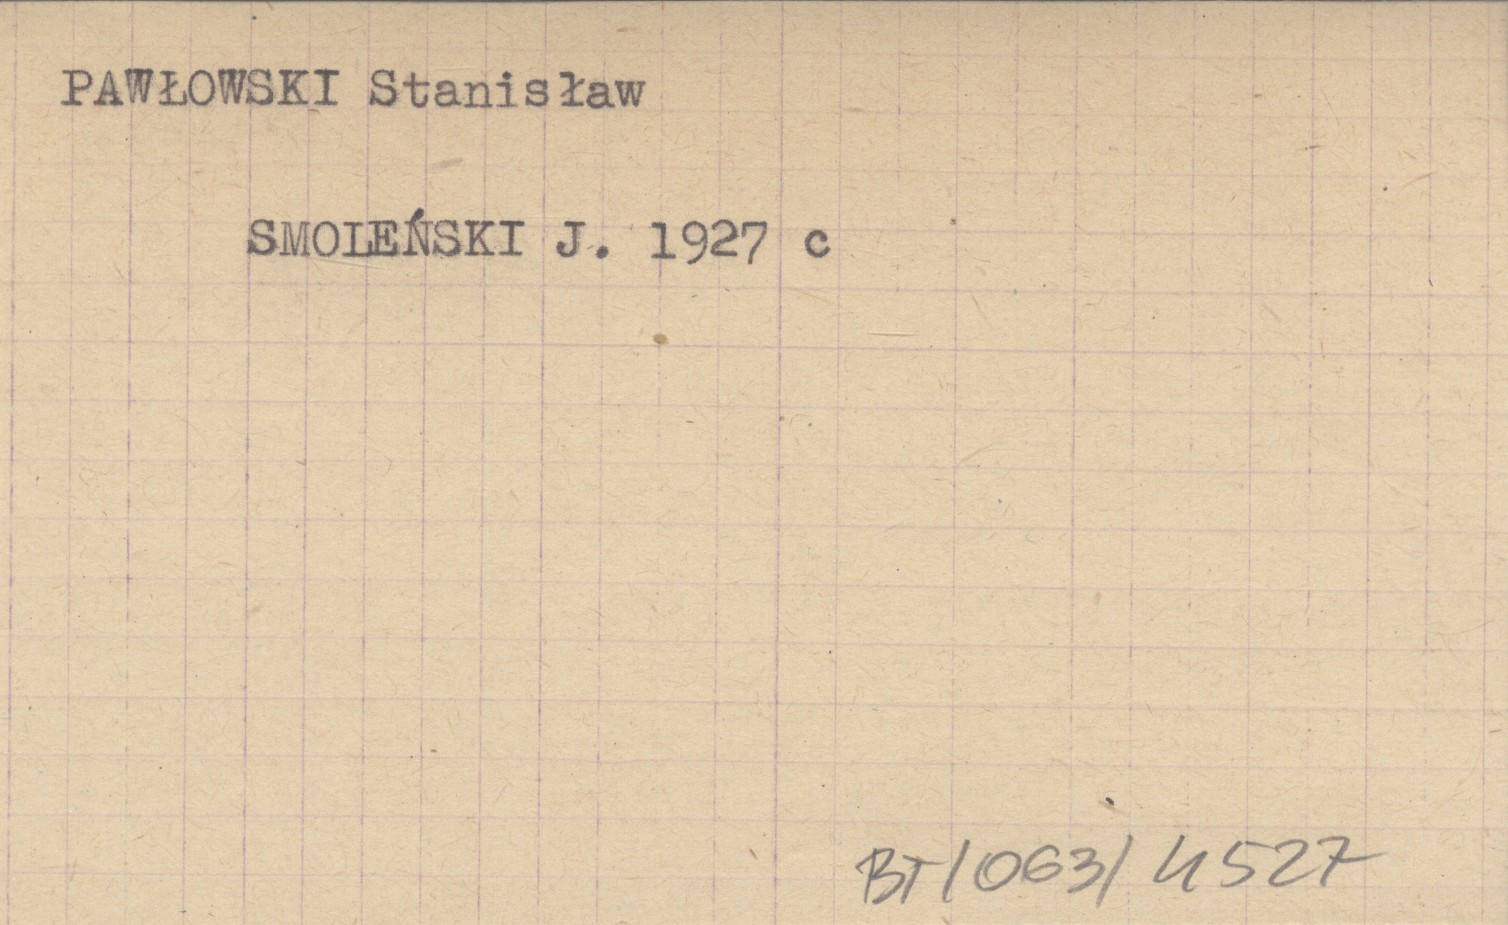 PAWŁOWSKI Stanisław
SMOLEŃSKI J. 1927 c
BT/063/4527